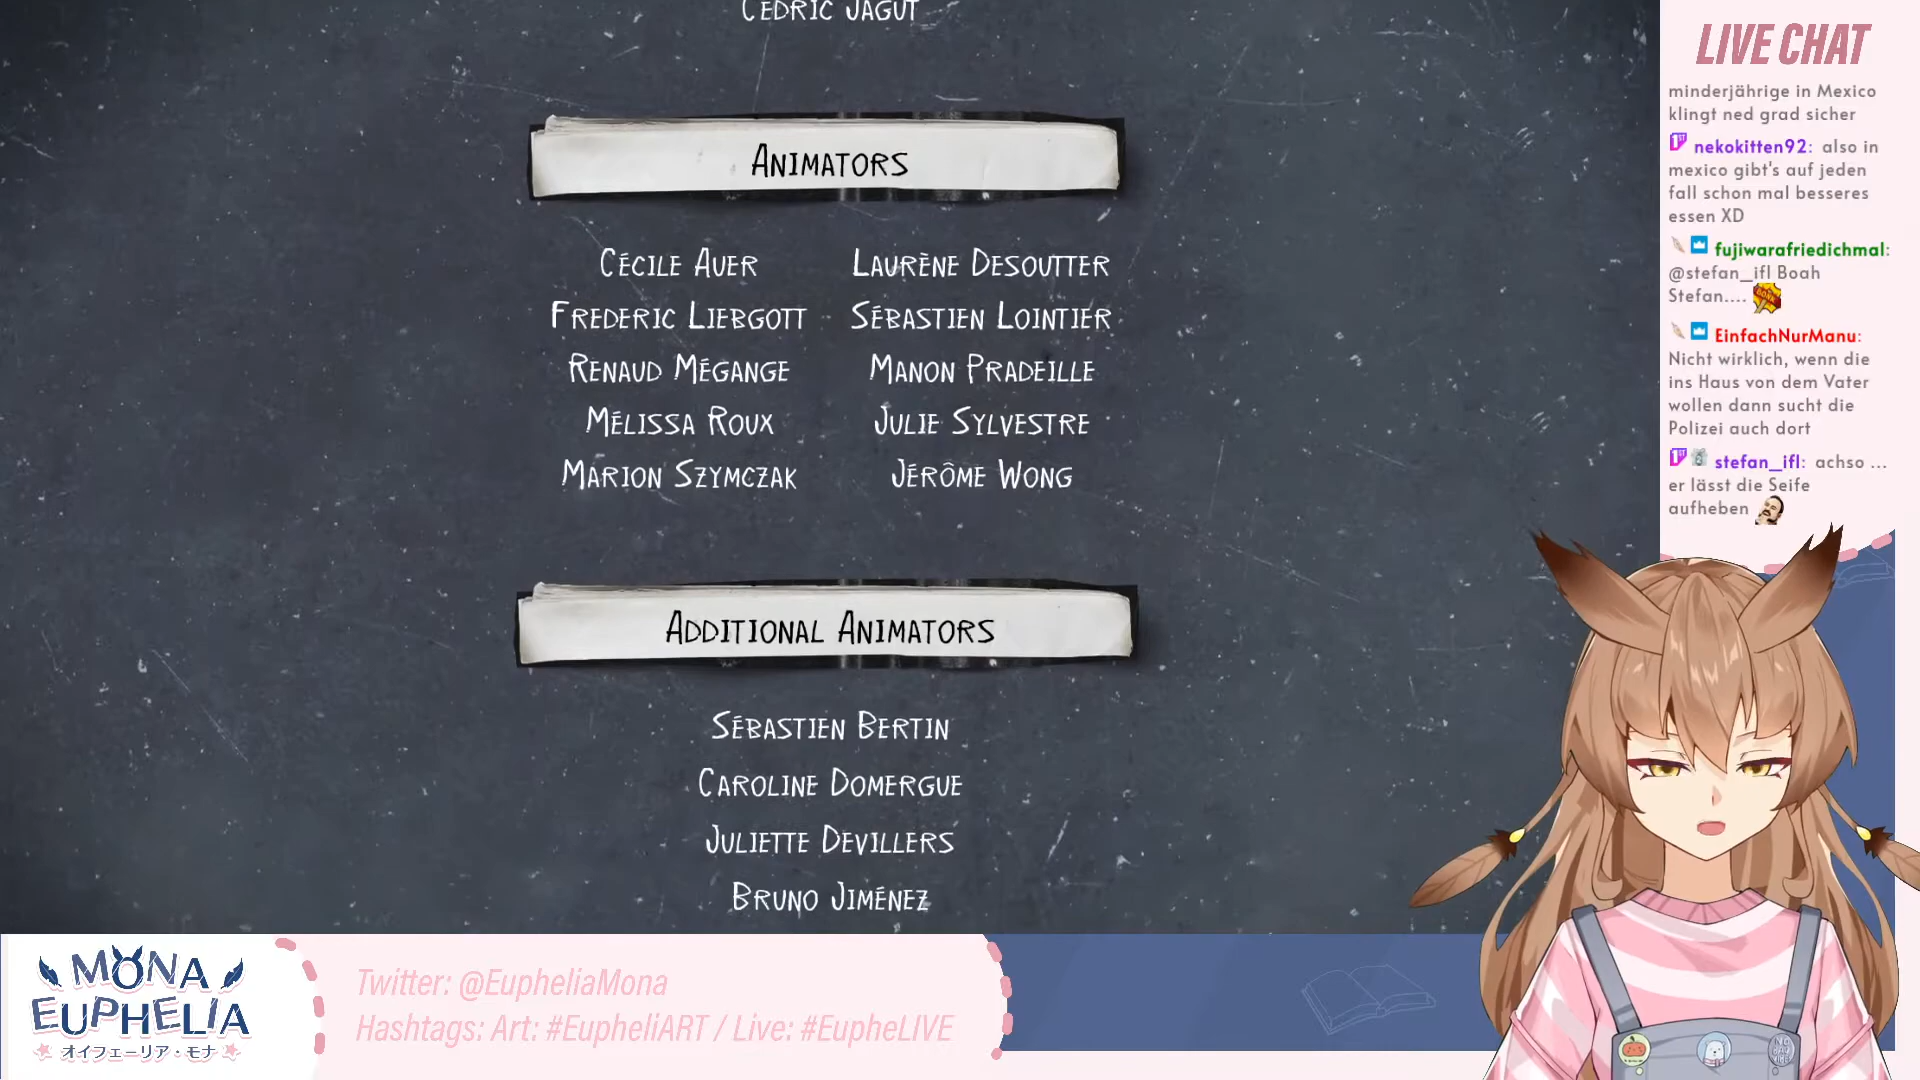 CÉDRIC JAGUT
ANIMATORS
CÉCILE AUER
LAURÈNE DESOUTTER
FREDERIC LIEBGOTT
SÉBASTIEN LOINTIER
RENAUD MÉGANGE
MANON PRADEILLE
MÉLISSA ROUX
JULIE SYLVESTRE
MARION SZYMCZAK
JÉRÔME WONG
ADDITIONAL ANIMATORS
SÉBASTIEN BERTIN
CAROLINE DOMERGUE
JULIETTE DEVILLERS
BRUNO JIMÉNEZ
LIVE CHAT
minderjährige in Mexico
klingt ned grad sicher
nekokitten92: also in
mexico gibt's auf jeden
fall schon mal besseres
essen XD
fujiwarafriedichmal:
@stefan_ifl Boah
Stefan....
EinfachNurManu:
Nicht wirklich, wenn die
ins Haus von dem Vater
wollen dann sucht die
Polizei auch dort
stefan_ifl: achso ...
er lässt die Seife
aufheben
MONA
EUPHELIA
オイフェーリア・モナ
Twitter: @EupheliaMona
Hashtags: Art: #EupheliART / Live: #EupheLIVE